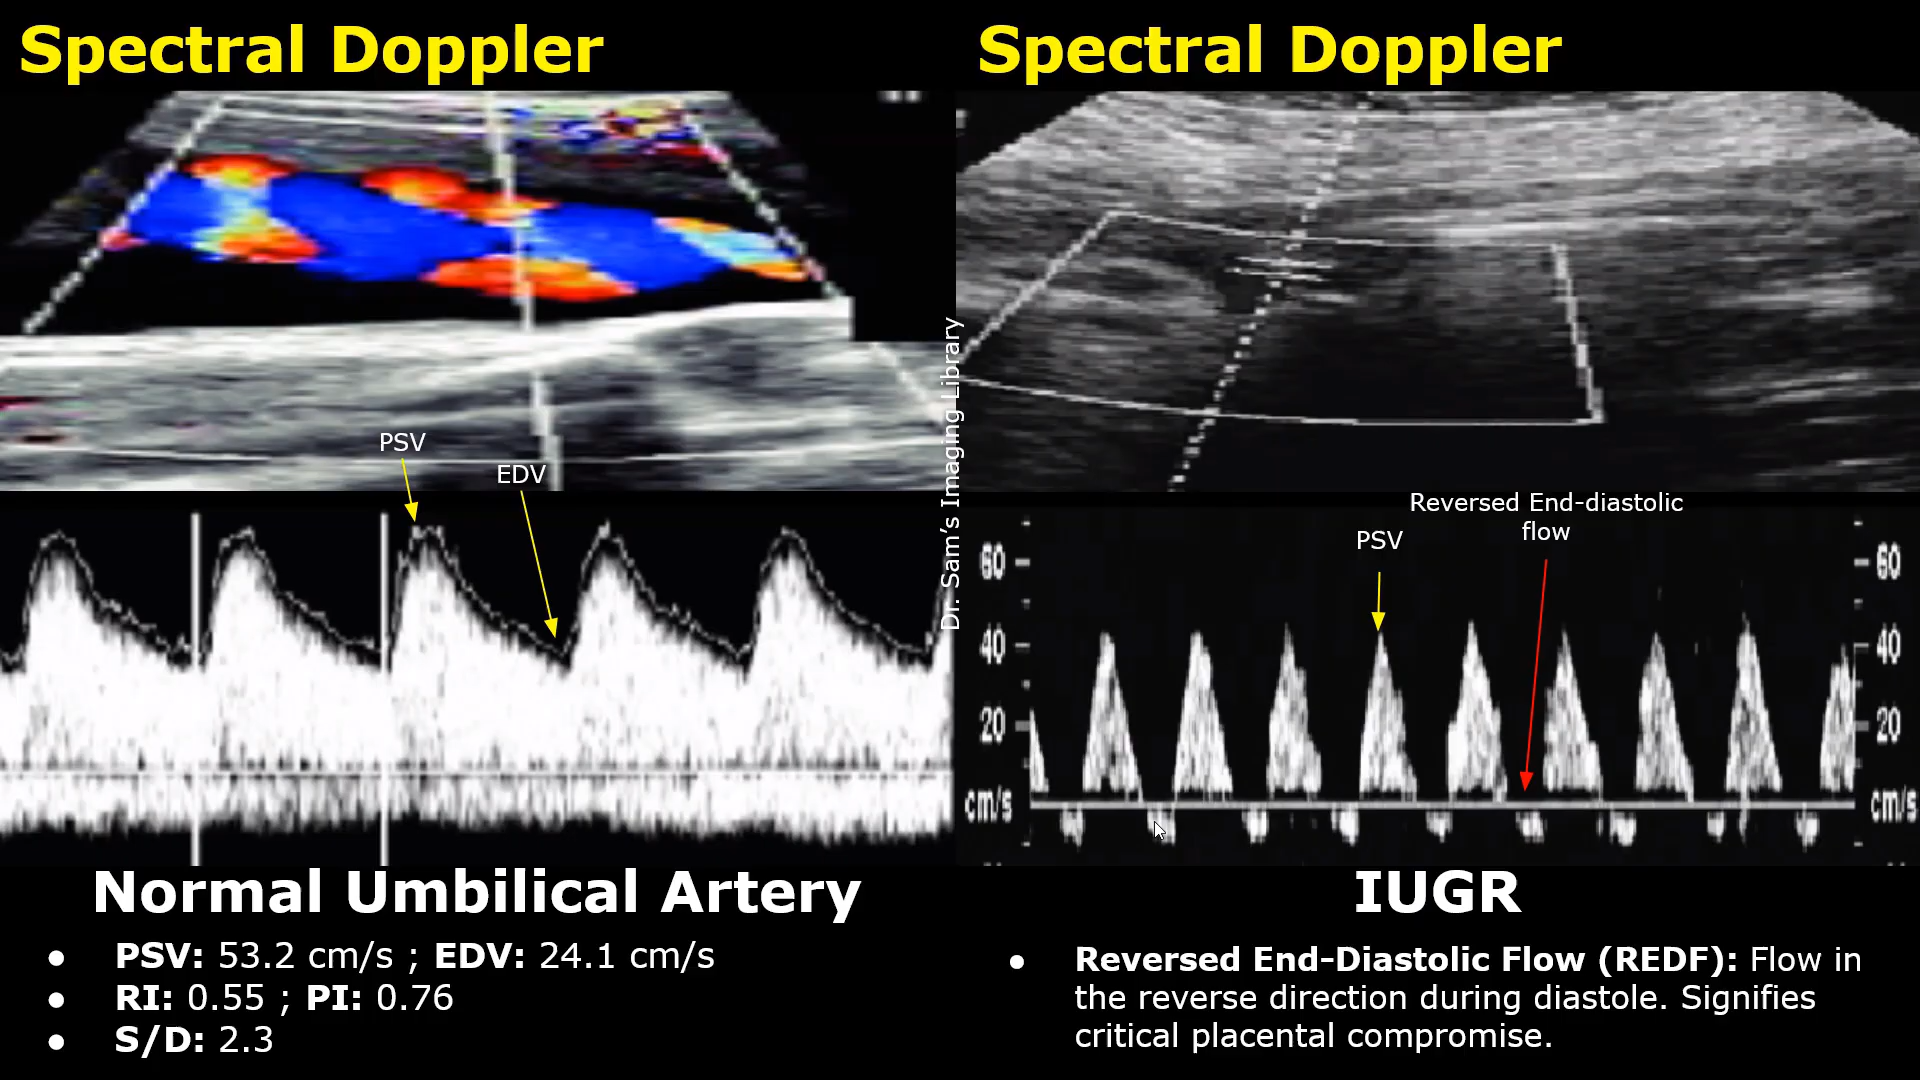 Spectral Doppler
PSV
EDV
Normal Umbilical Artery
● PSV: 53.2 cm/s ; EDV: 24.1 cm/s
● RI: 0.55 ; PI: 0.76
● S/D: 2.3
Dr. Sam's Imaging Library
Spectral Doppler
Reversed End-diastolic
flow
PSV
60 60
40 40
20 20
cm/s cm/s
IUGR
● Reversed End-Diastolic Flow (REDF): Flow in
the reverse direction during diastole. Signifies
critical placental compromise.